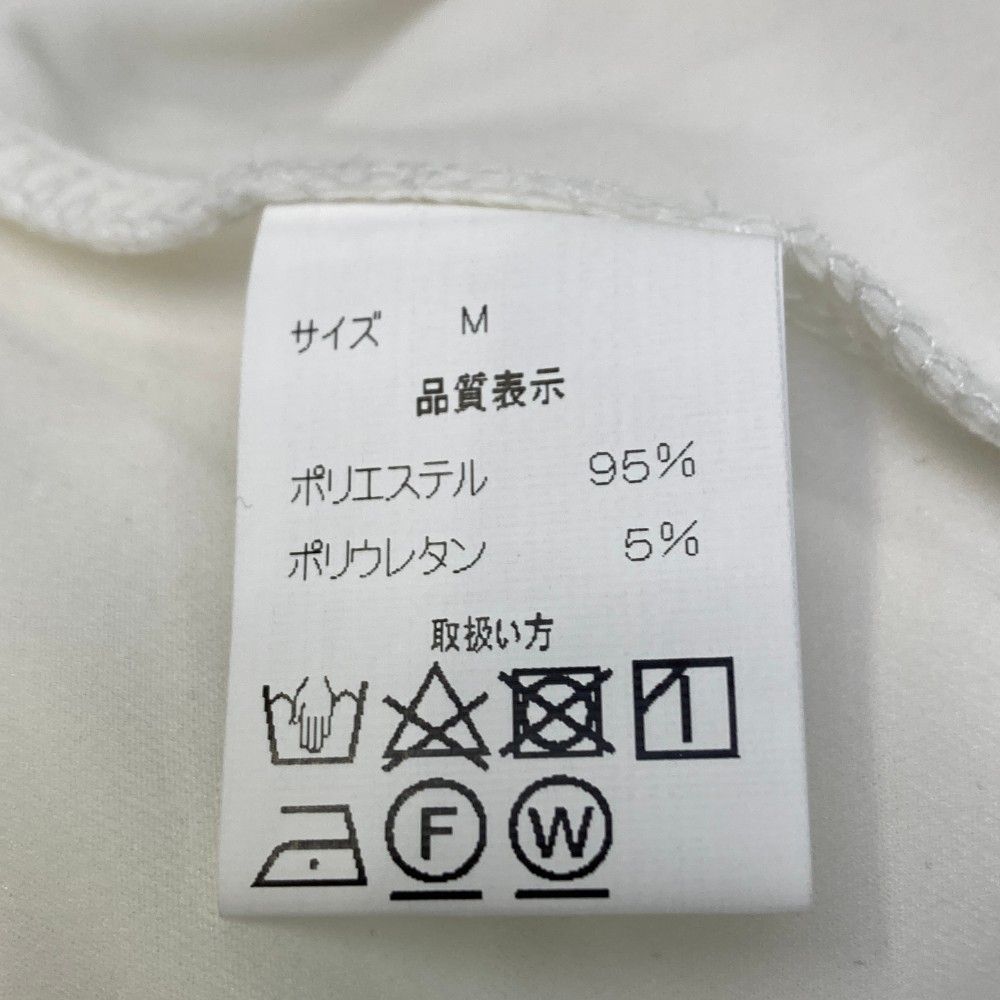 サイズ M
品質表示
ポリエステル 95%
ポリウレタン 5%
取扱い方
F W